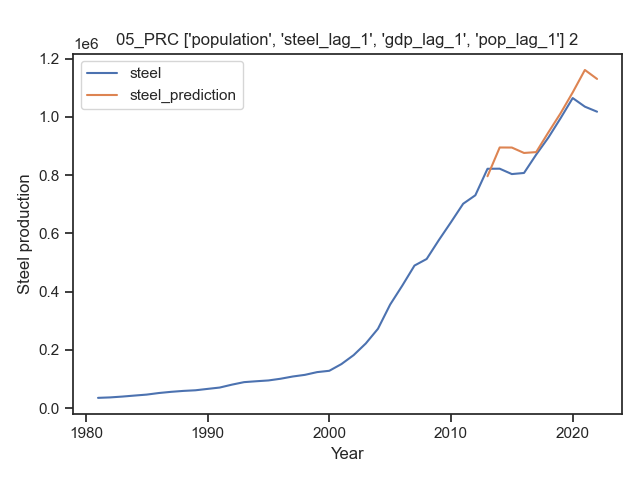 05_PRC ['population', 'steel_lag_1', 'gdp_lag_1', 'pop_lag_1'] 2
1e6
steel
steel_prediction
1.2
1.0
0.8
0.6
0.4
0.2
0.0
Steel production
1980
1990
2000
2010
2020
Year